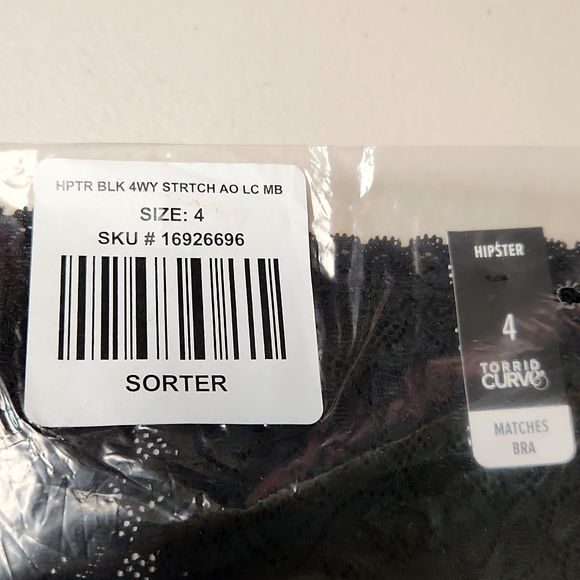 HPTR BLK 4WY STRTCH AO LC MB
SIZE: 4
SKU # 16926696
SORTER
HIPSTER
4
TORRID
CURVE
MATCHES
BRA